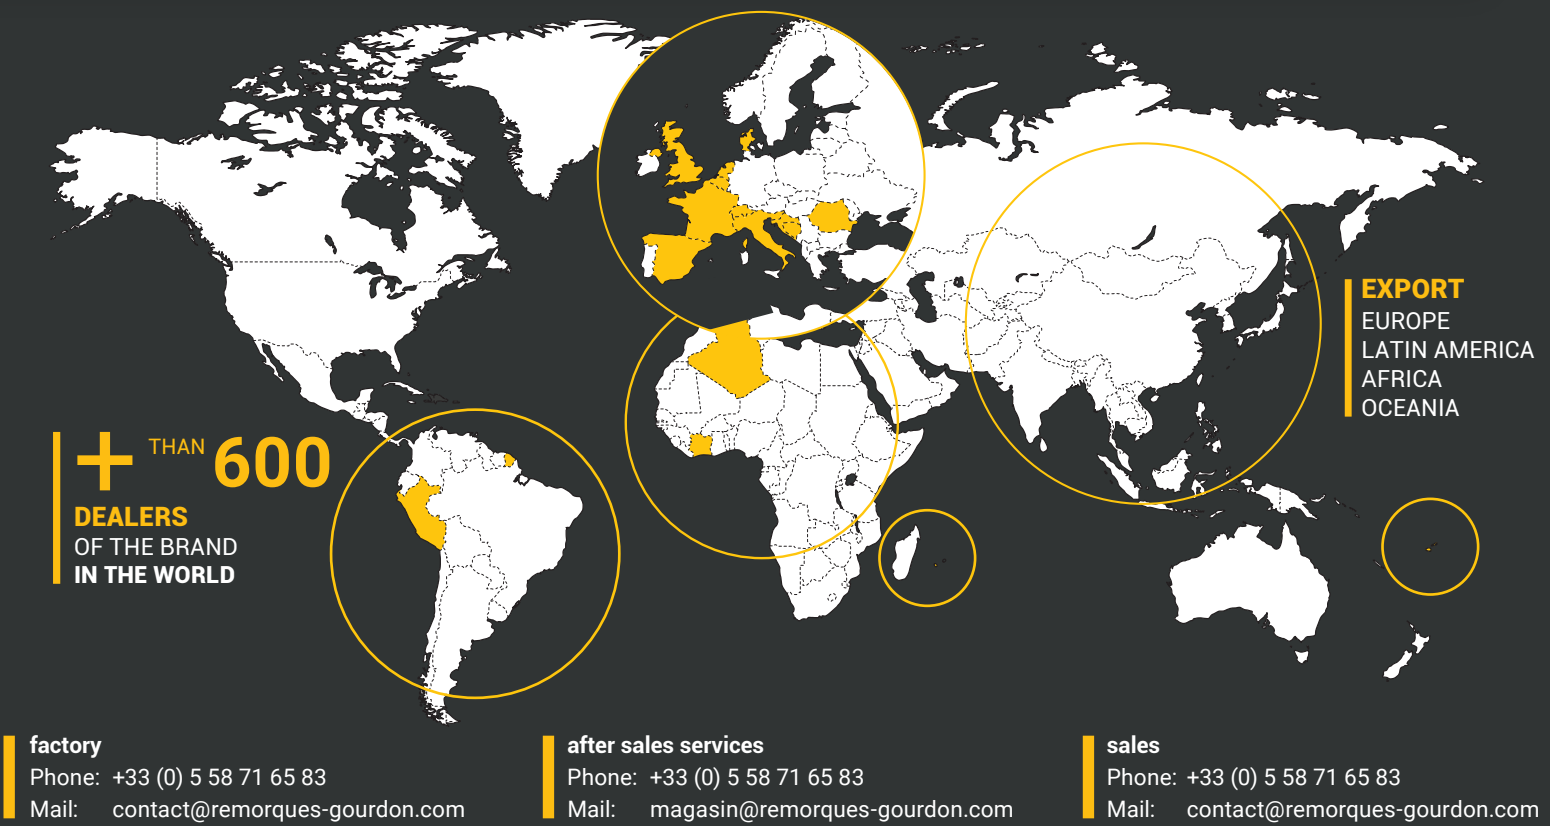 + THAN 600
DEALERS
OF THE BRAND
IN THE WORLD
EXPORT
EUROPE
LATIN AMERICA
AFRICA
OCEANIA
factory
Phone: +33 (0) 5 58 71 65 83
Mail: contact@remorques-gourdon.com
after sales services
Phone: +33 (0) 5 58 71 65 83
Mail: magasin@remorques-gourdon.com
sales
Phone: +33 (0) 5 58 71 65 83
Mail: contact@remorques-gourdon.com